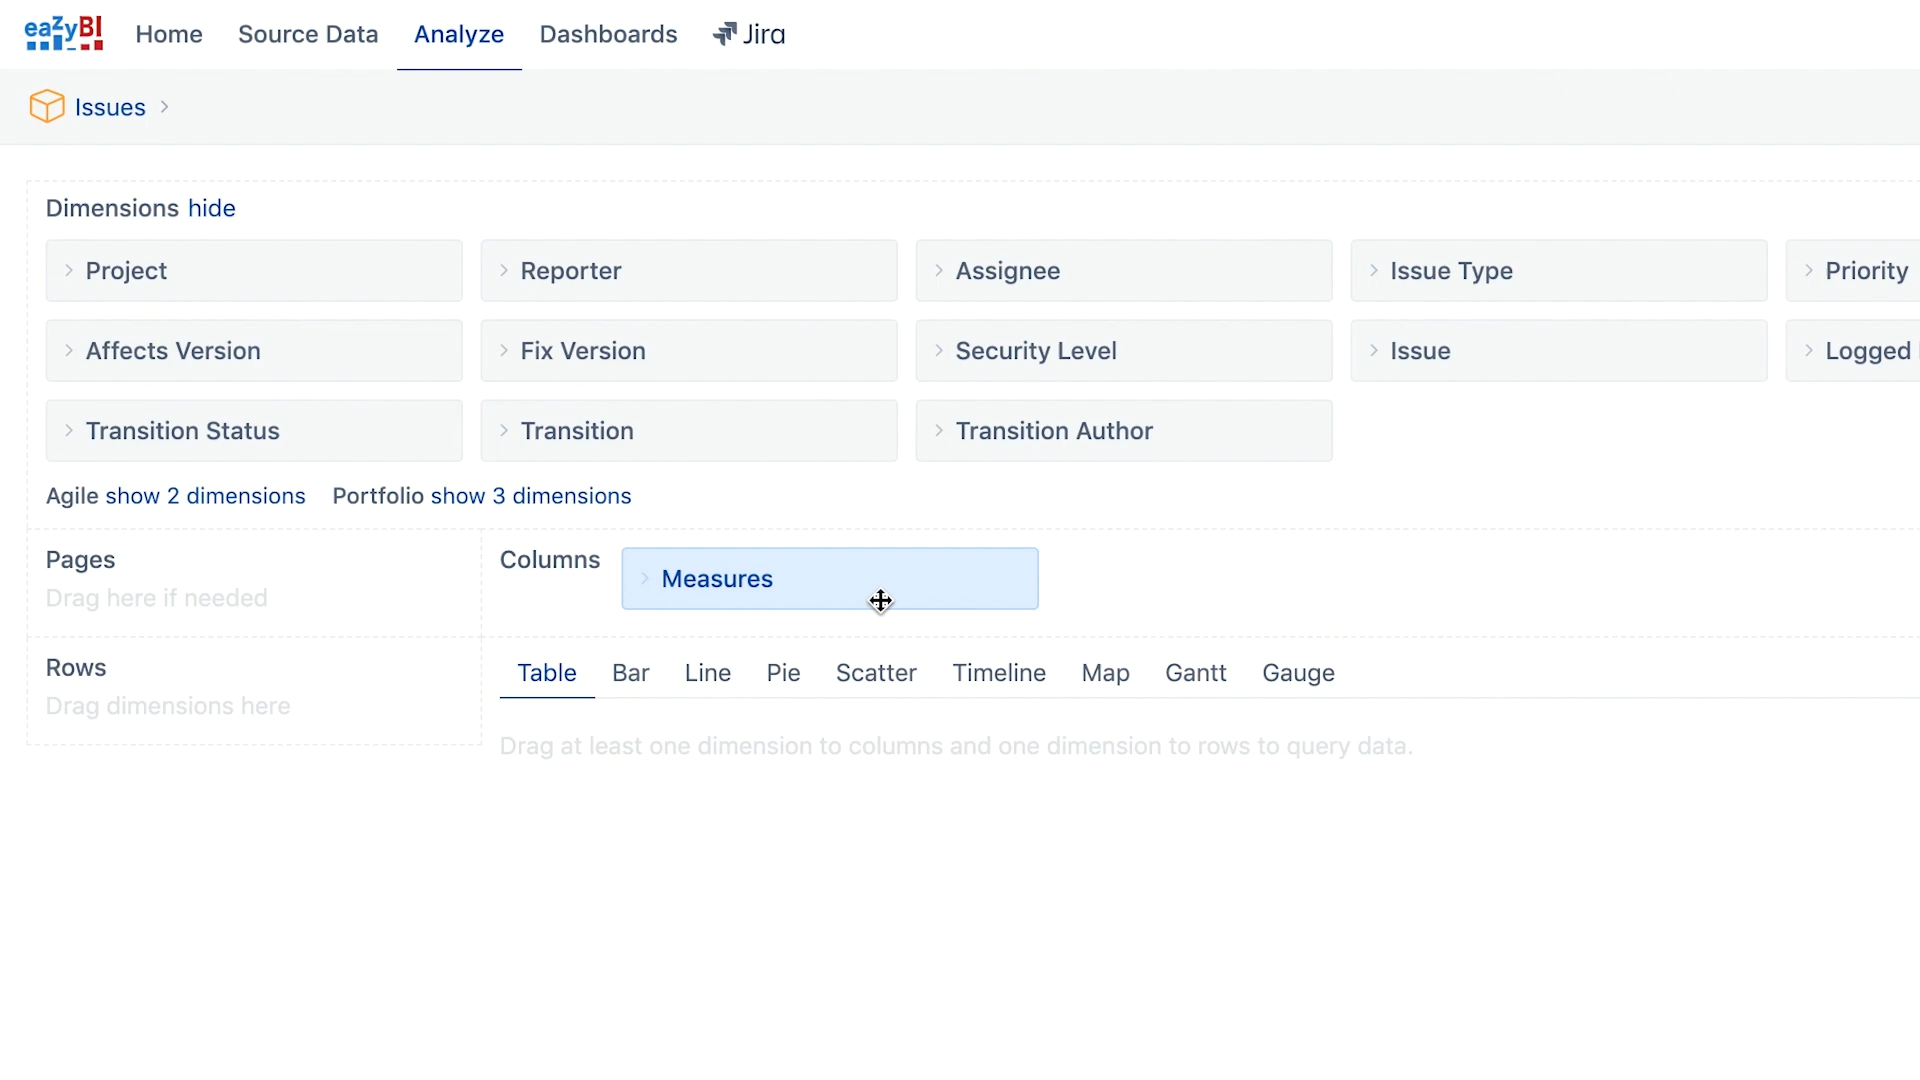 eazyBI Home Source Data Analyze Dashboards Jira
Issues
Dimensions hide
Project Reporter Assignee Issue Type Priority
Affects Version Fix Version Security Level Issue Logged
Transition Status Transition Transition Author
Agile show 2 dimensions Portfolio show 3 dimensions
Pages
Drag here if needed
Columns Measures
Rows
Drag dimensions here
Table Bar Line Pie Scatter Timeline Map Gantt Gauge
Drag at least one dimension to columns and one dimension to rows to query data.